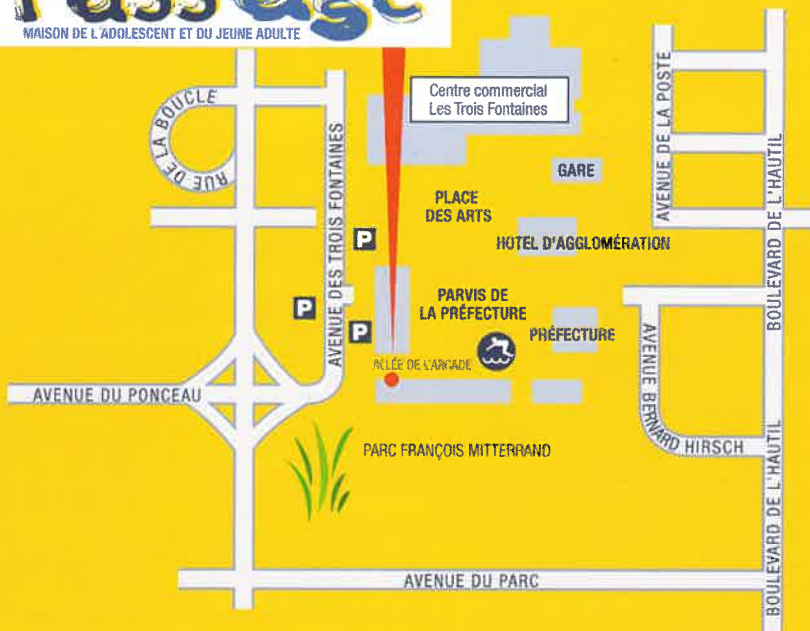 Pass'age
MAISON DE L'ADOLESCENT ET DU JEUNE ADULTE
Centre commercial
Les Trois Fontaines
RUE DE LA BOUCLE
AVENUE DES TROIS FONTAINES
AVENUE DE LA POSTE
BOULEVARD DE L'HAUTIL
GARE
PLACE
DES ARTS
P
HOTEL D'AGGLOMÉRATION
PARVIS DE
LA PRÉFECTURE
P
P
PRÉFECTURE
ALLÉE DE L'ARCADE
AVENUE BERNARD HIRSCH
AVENUE DU PONCEAU
PARC FRANÇOIS MITTERRAND
BOULEVARD DE L'HAUTIL
AVENUE DU PARC